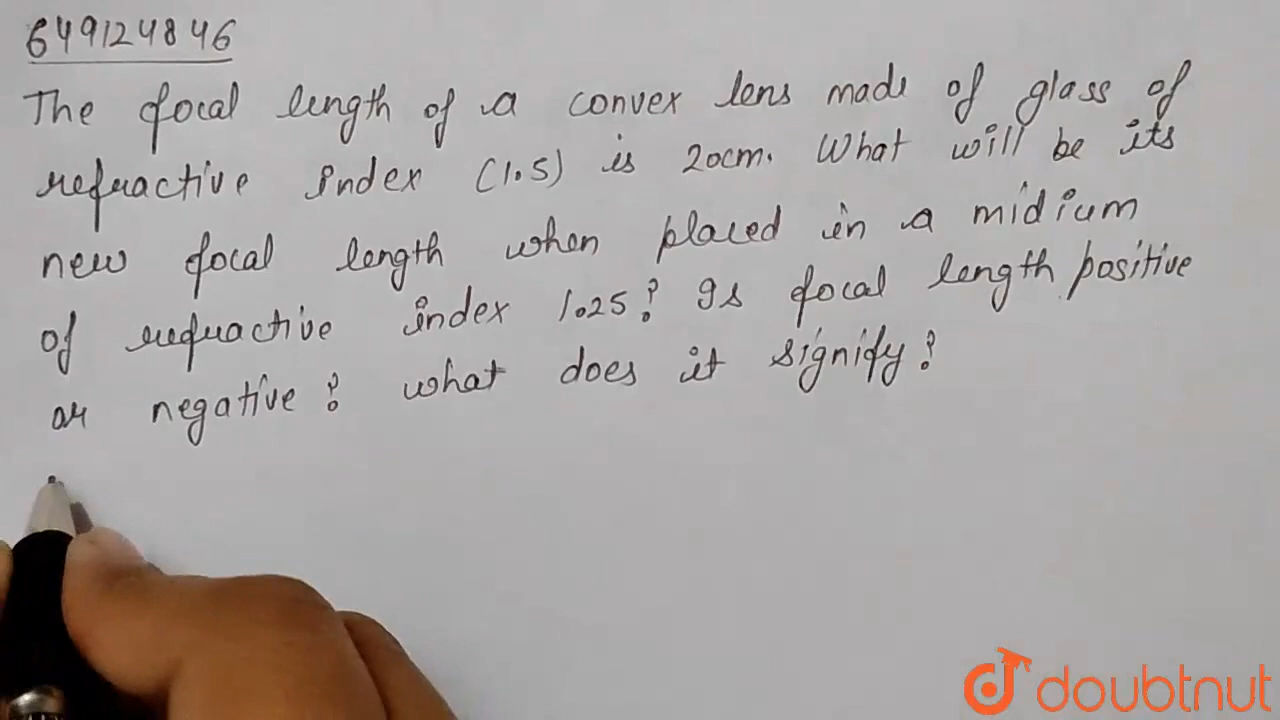 649124846
The focal length of a convex lens made of glass of
refractive index (1.5) is 20cm. What will be its
new focal length when placed in a midium
of refractive index 1.25? Is focal length positive
or negative? what does it signify?
doubtnut